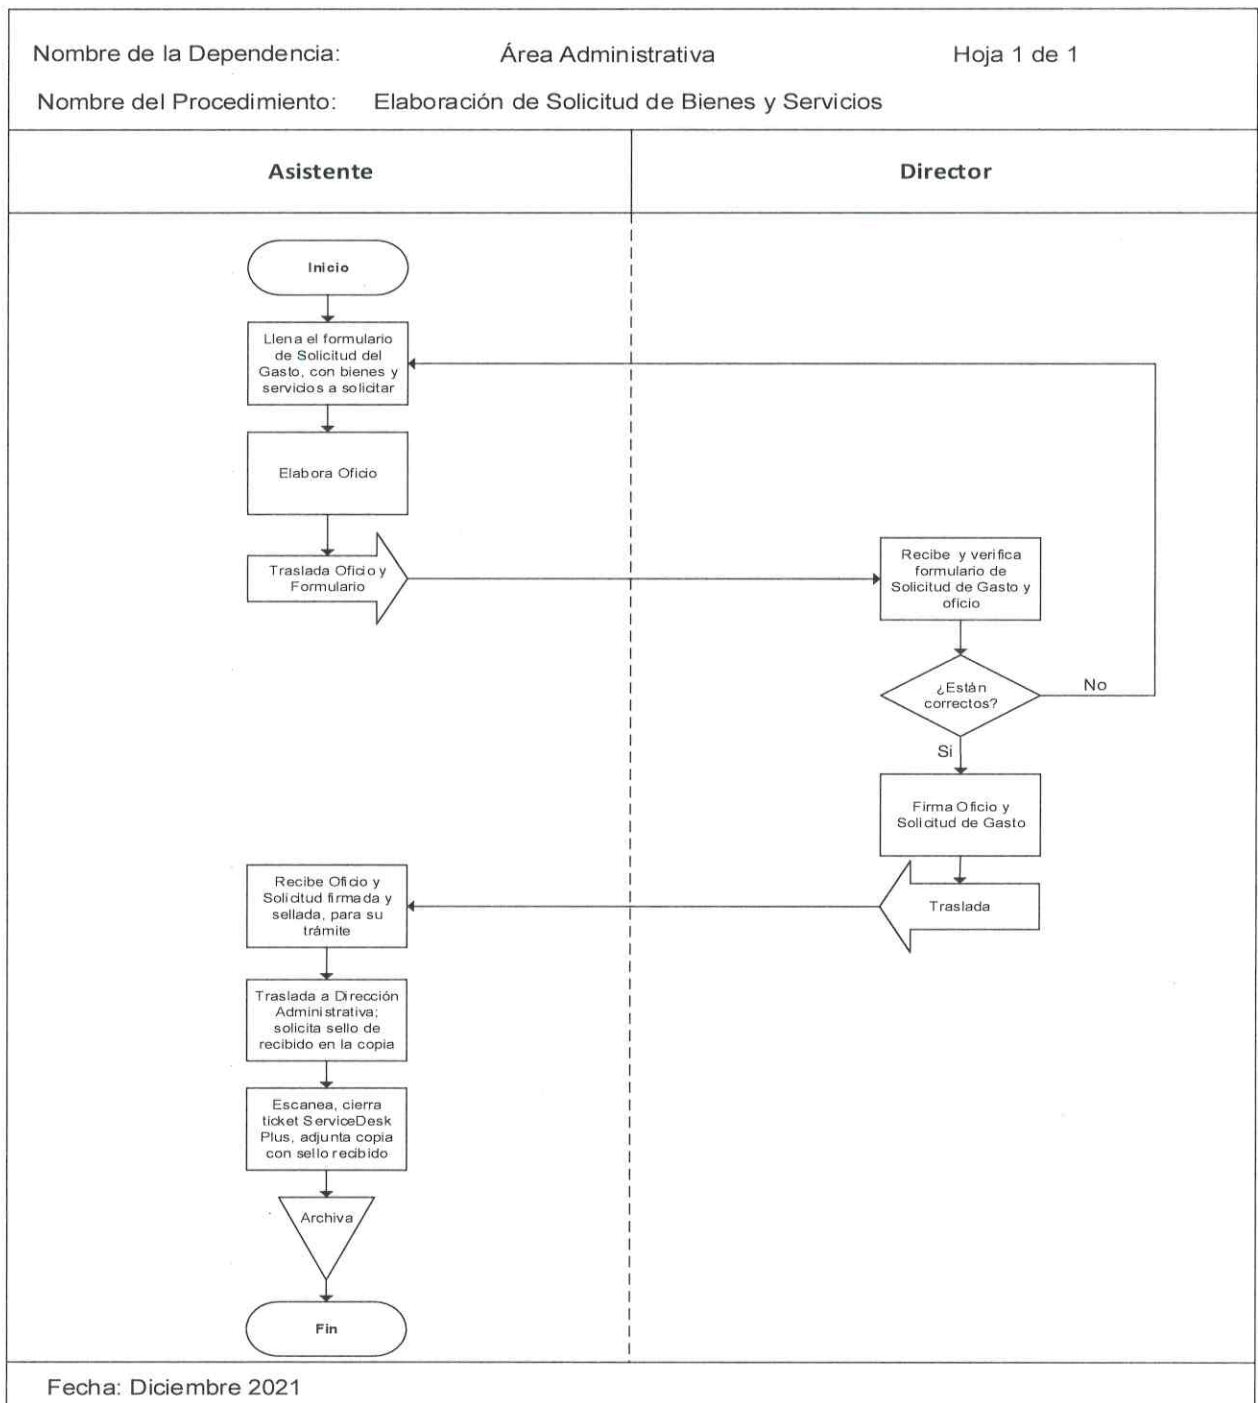 Nombre de la Dependencia: Área Administrativa Hoja 1 de 1
Nombre del Procedimiento: Elaboración de Solicitud de Bienes y Servicios
Asistente Director
Inicio
Llena el formulario
de Solicitud del
Gasto, con bienes y
servicios a solicitar
Elabora Oficio
Traslada Oficio y
Formulario
Recibe y verifica
formulario de
Solicitud de Gasto y
oficio
¿Están
correctos?
No
Si
Firma Oficio y
Solicitud de Gasto
Traslada
Recibe Oficio y
Solicitud firmada y
sellada, para su
trámite
Traslada a Dirección
Administrativa;
solicita sello de
recibido en la copia
Escanea, cierra
ticket ServiceDesk
Plus, adjunta copia
con sello recibido
Archiva
Fin
Fecha: Diciembre 2021